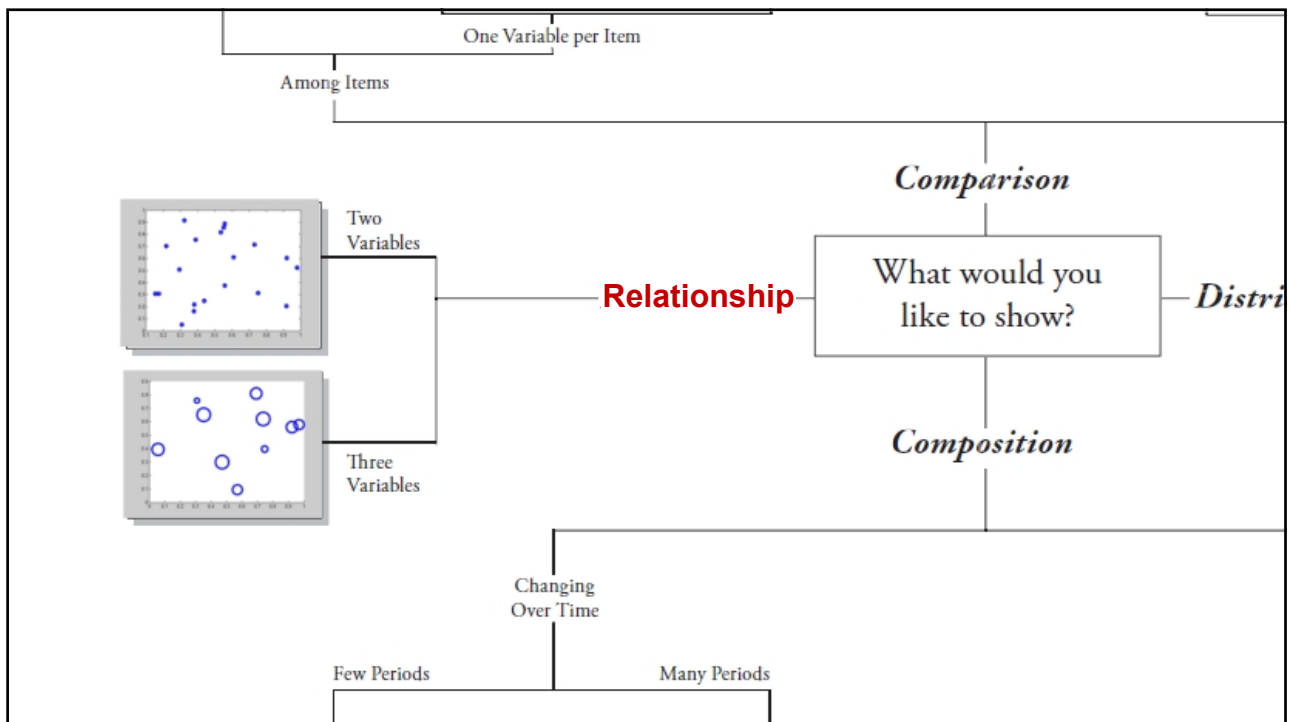 One Variable per Item
Among Items
Comparison
Two
Variables
What would you
like to show?
Relationship
Distri
Composition
Three
Variables
Changing
Over Time
Few Periods
Many Periods